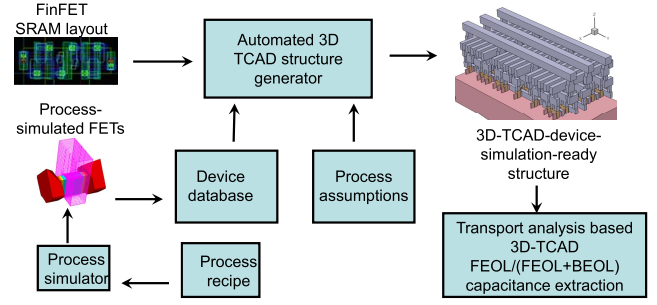 FinFET
SRAM layout
Automated 3D
TCAD structure
generator
Process-
simulated FETs
Device
database
Process
assumptions
3D-TCAD-device-
simulation-ready
structure
Process
simulator
Process
recipe
Transport analysis based
3D-TCAD
FEOL/(FEOL+BEOL)
capacitance extraction